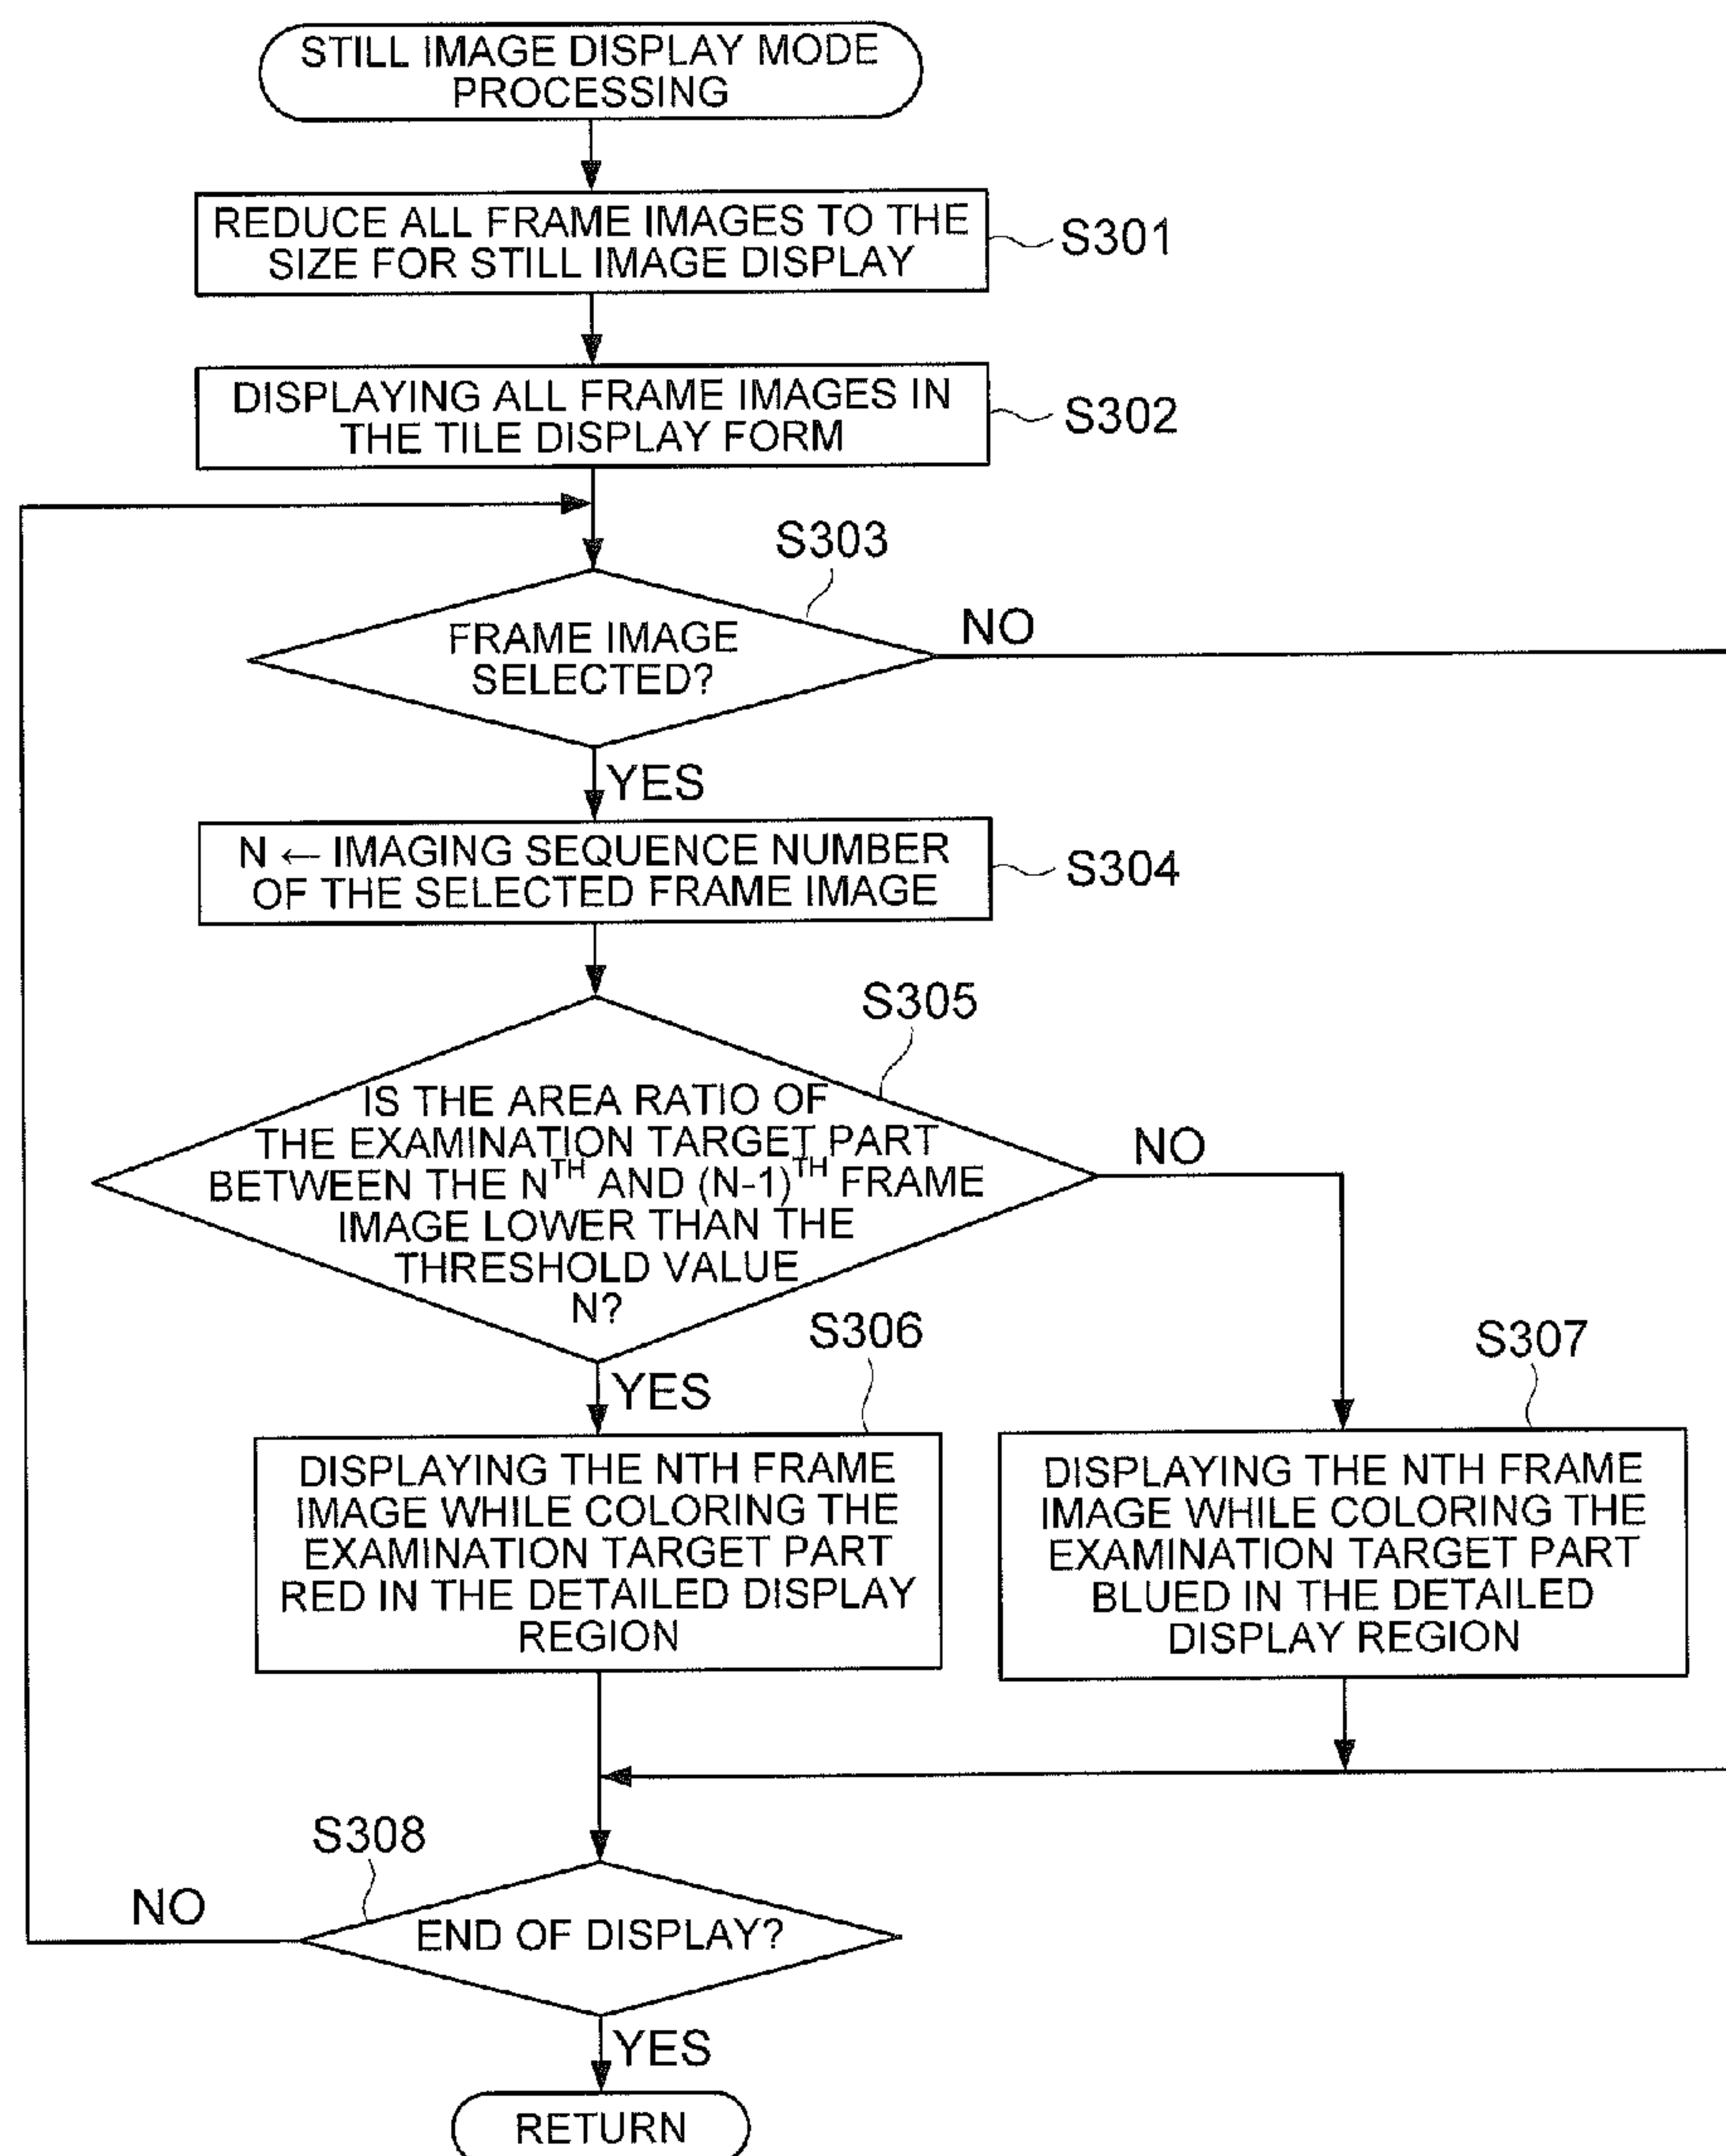 STILL IMAGE DISPLAY MODE
PROCESSING
REDUCE ALL FRAME IMAGES TO THE
SIZE FOR STILL IMAGE DISPLAY
S301
DISPLAYING ALL FRAME IMAGES IN
THE TILE DISPLAY FORM
S302
S303
FRAME IMAGE
SELECTED?
NO
YES
N ← IMAGING SEQUENCE NUMBER
OF THE SELECTED FRAME IMAGE
S304
S305
IS THE AREA RATIO OF
THE EXAMINATION TARGET PART
BETWEEN THE N^TH AND (N-1)^TH FRAME
IMAGE LOWER THAN THE
THRESHOLD VALUE
N?
NO
YES
S306
DISPLAYING THE NTH FRAME
IMAGE WHILE COLORING THE
EXAMINATION TARGET PART
RED IN THE DETAILED DISPLAY
REGION
S307
DISPLAYING THE NTH FRAME
IMAGE WHILE COLORING THE
EXAMINATION TARGET PART
BLUED IN THE DETAILED
DISPLAY REGION
S308
END OF DISPLAY?
NO
YES
RETURN